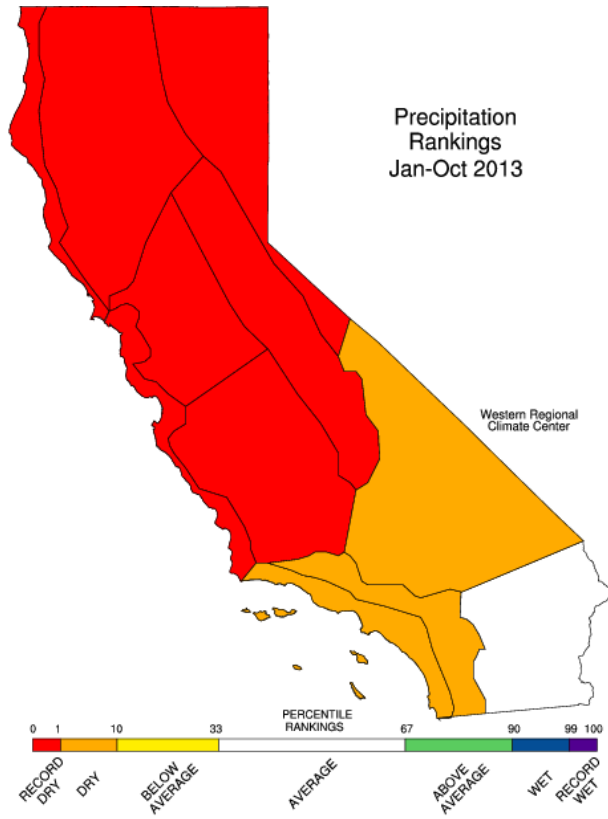 Precipitation
Rankings
Jan-Oct 2013
Western Regional
Climate Center
PERCENTILE
RANKINGS
0 1 10 33 67 90 99 100
RECORD
DRY
DRY
BELOW
AVERAGE
AVERAGE
ABOVE
AVERAGE
WET
RECORD
WET